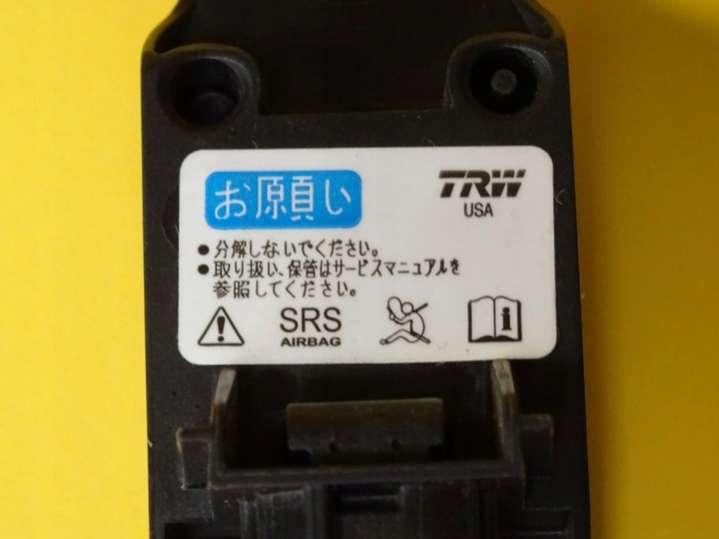 お願い
TRW
USA
●分解しないでください。
●取り扱い、保管はサービスマニュアルを
参照してください。
SRS
AIRBAG